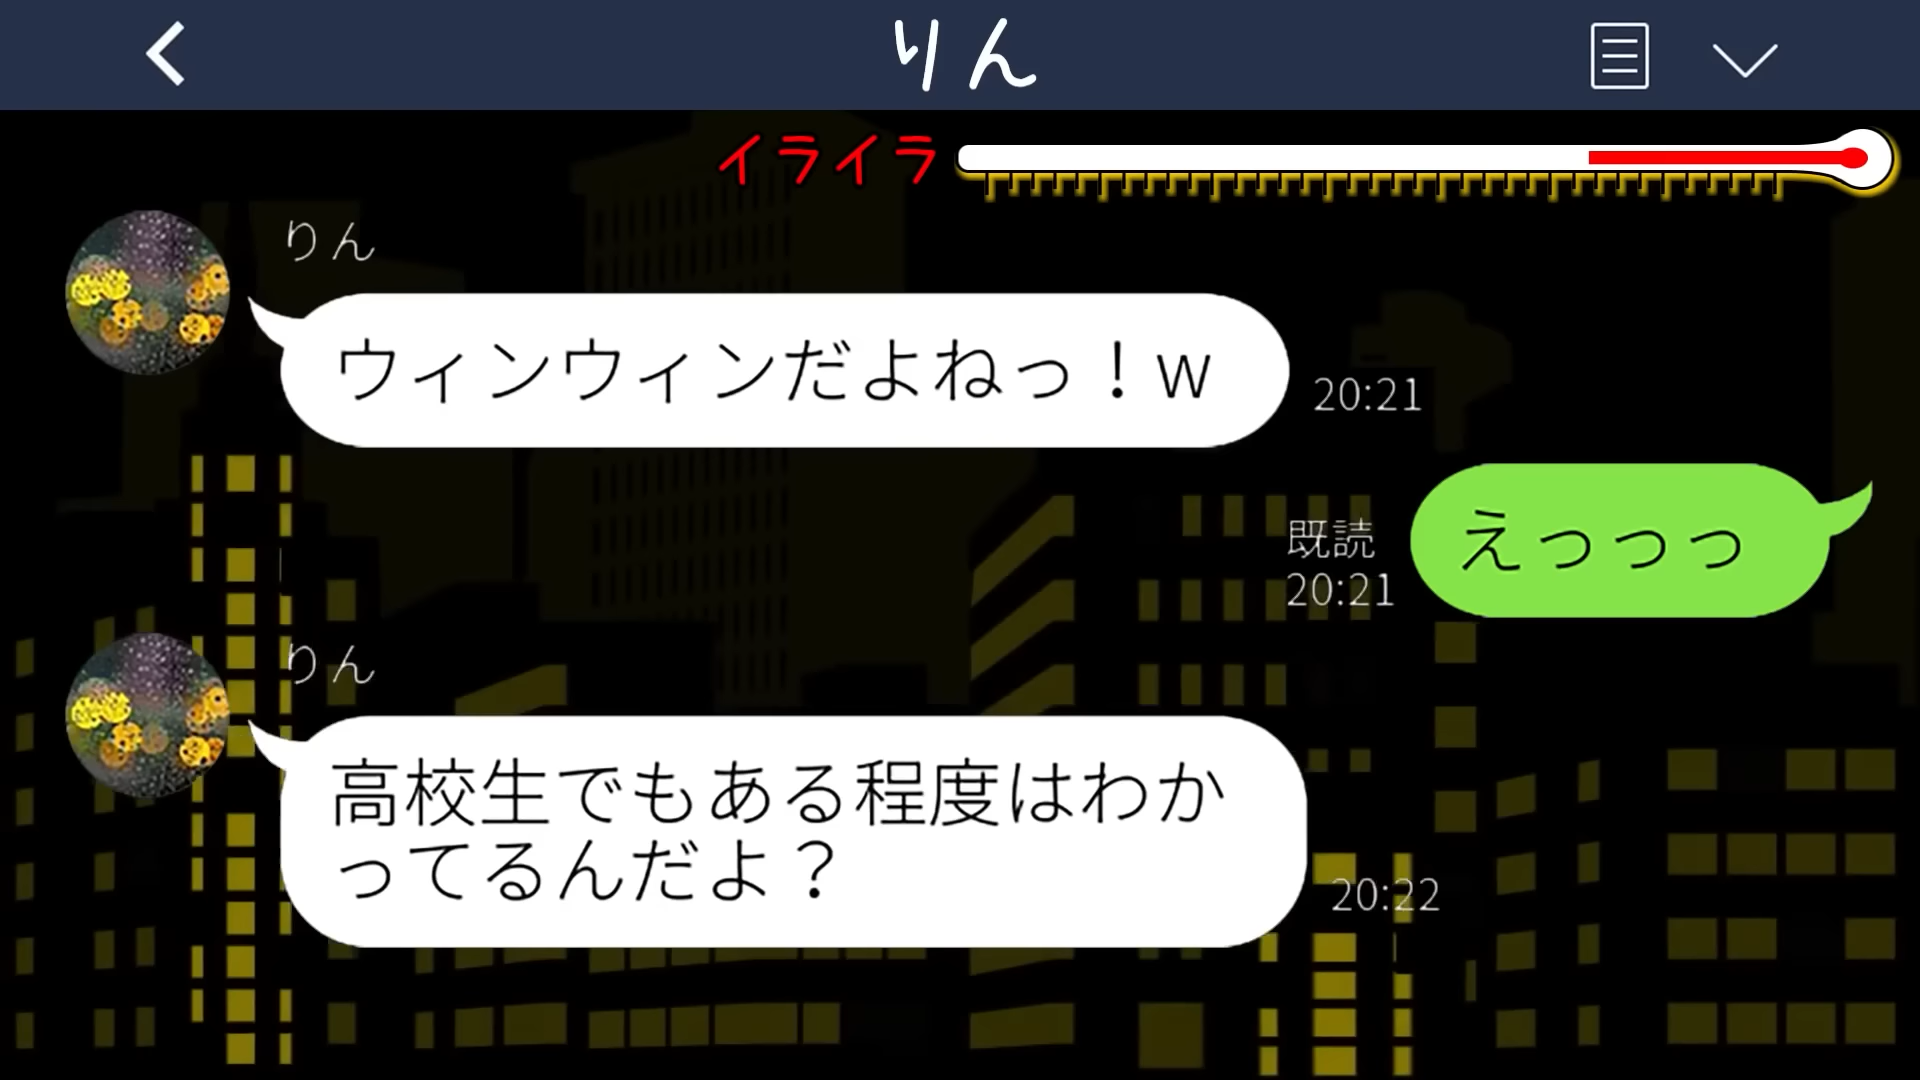 りん
イライラ
りん
ウィンウィンだよねっ！w
20:21
えっっっ
既読
20:21
りん
高校生でもある程度はわか
ってるんだよ？
20:22